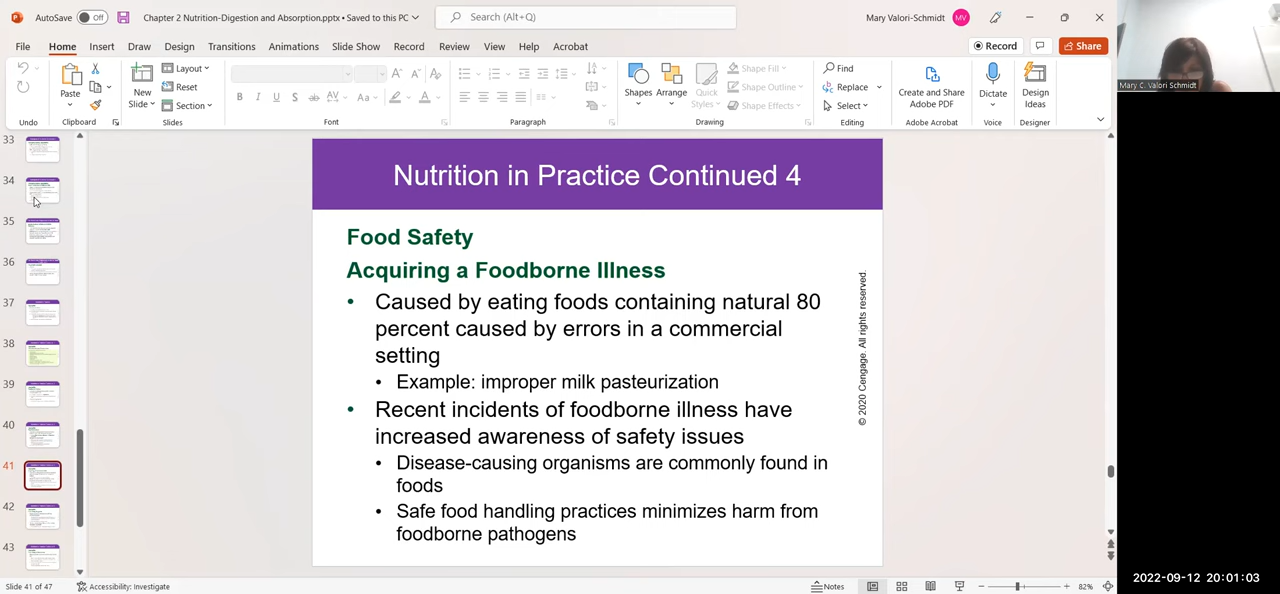 AutoSave Off Chapter 2 Nutrition-Digestion and Absorption.pptx • Saved to this PC Search (Alt+Q) Mary Valori-Schmidt MV
File Home Insert Draw Design Transitions Animations Slide Show Record Review View Help Acrobat Record Share
Paste New Slide Layout Reset Section Shapes Arrange Quick Styles Shape Fill Shape Outline Shape Effects Find Replace Select Create and Share Adobe PDF Dictate Design Ideas
Undo Clipboard Slides Font Paragraph Drawing Editing Adobe Acrobat Voice Designer
Mary C. Valori Schmidt
33
34
35
36
37
38
39
40
41
42
43
Nutrition in Practice Continued 4
Food Safety
Acquiring a Foodborne Illness
• Caused by eating foods containing natural 80
percent caused by errors in a commercial
setting
• Example: improper milk pasteurization
• Recent incidents of foodborne illness have
increased awareness of safety issues
• Disease-causing organisms are commonly found in
foods
• Safe food handling practices minimizes harm from
foodborne pathogens
© 2020 Cengage. All rights reserved.
Slide 41 of 47 Accessibility: Investigate Notes 82%
2022-09-12 20:01:03